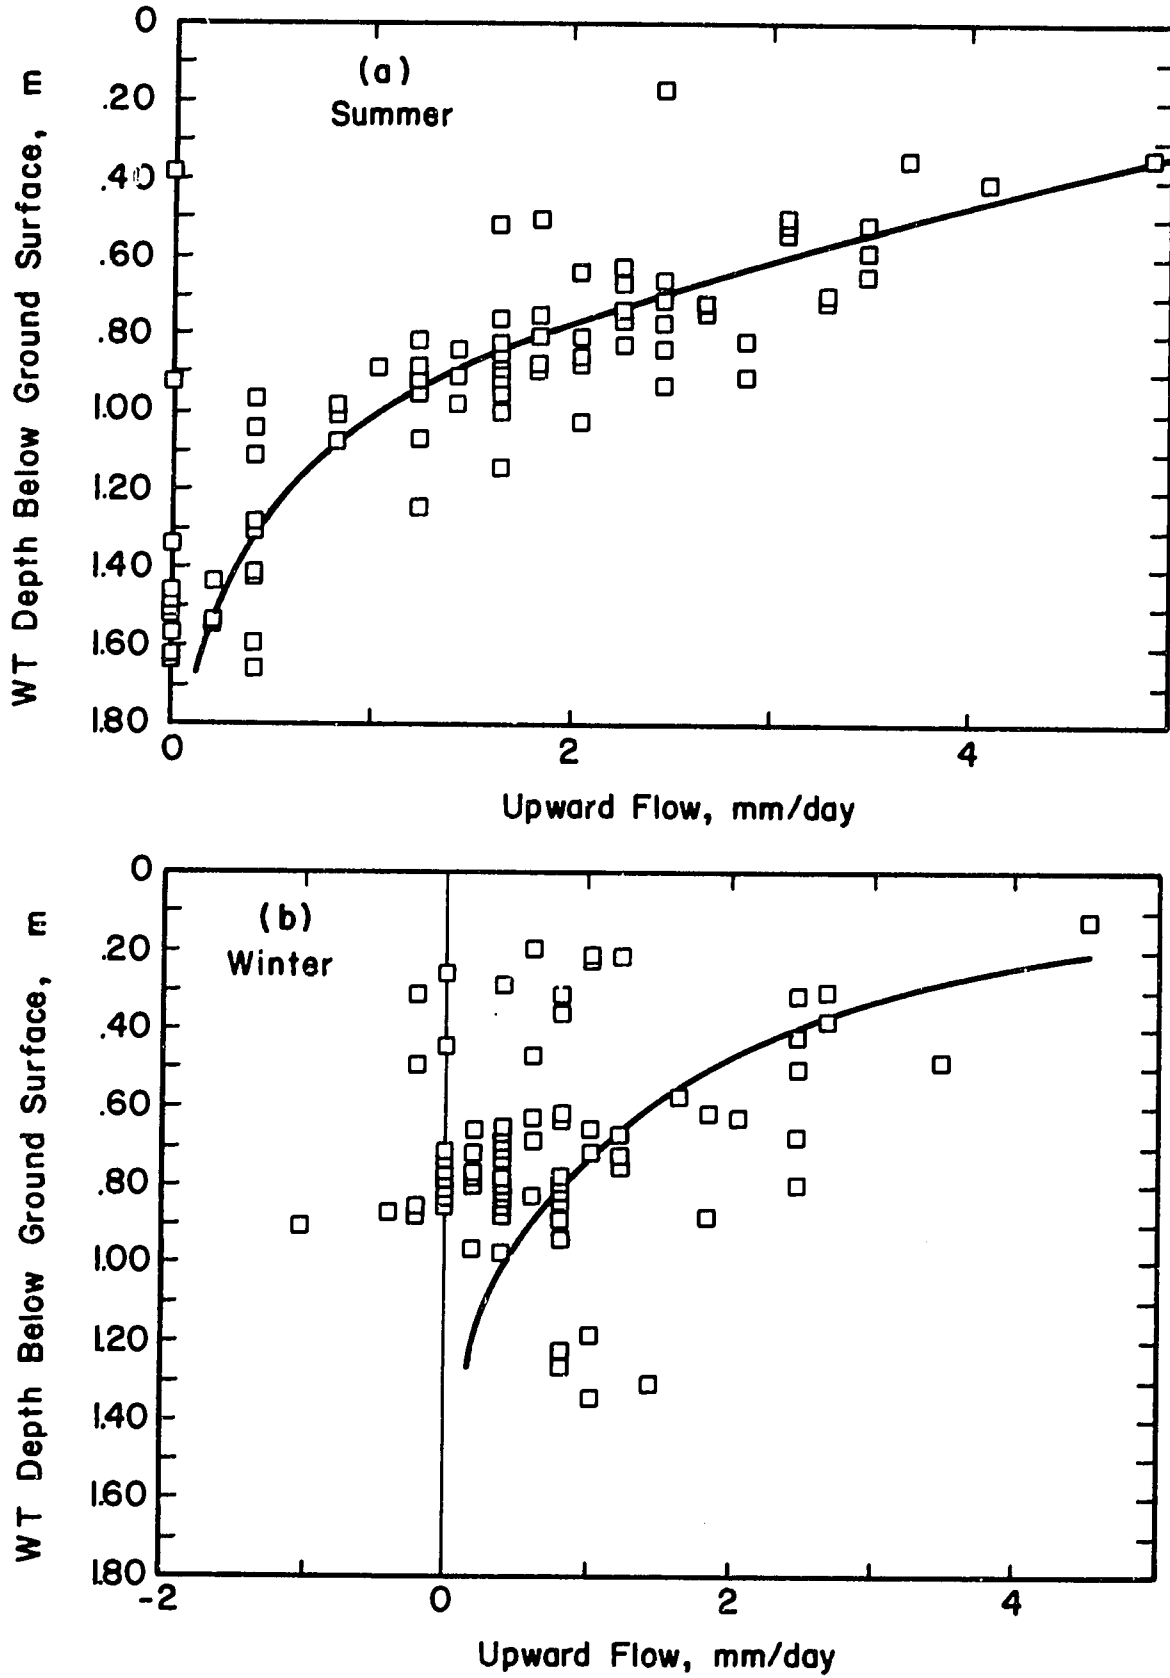 0
.20
.40
.60
.80
1.00
1.20
1.40
1.60
1.80
WT Depth Below Ground Surface, m
(a)
Summer
0 2 4
Upward Flow, mm/day
0
.20
.40
.60
.80
1.00
1.20
1.40
1.60
1.80
WT Depth Below Ground Surface, m
(b)
Winter
-2 0 2 4
Upward Flow, mm/day